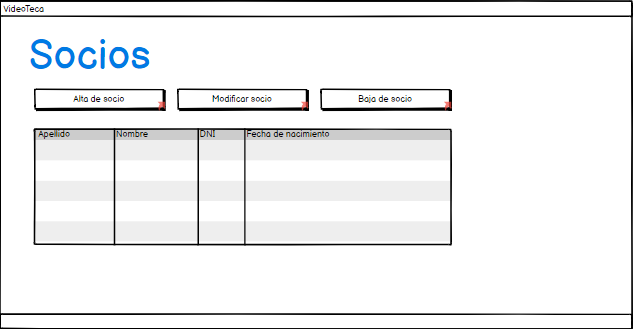 VideoTeca
Socios
Alta de socio
Modificar socio
Baja de socio
Apellido Nombre DNI Fecha de nacimiento